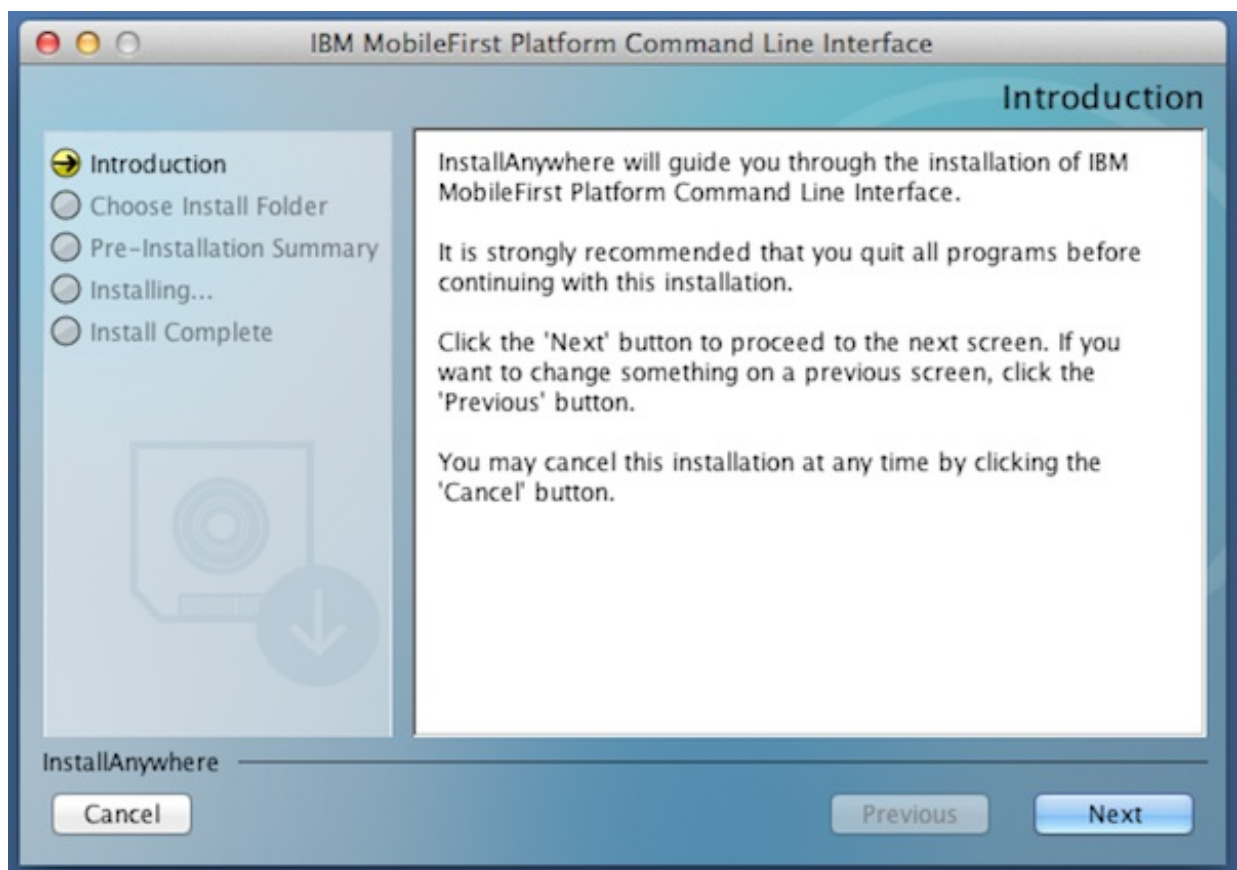 IBM MobileFirst Platform Command Line Interface
Introduction
Introduction
Choose Install Folder
Pre-Installation Summary
Installing...
Install Complete
InstallAnywhere will guide you through the installation of IBM
MobileFirst Platform Command Line Interface.
It is strongly recommended that you quit all programs before
continuing with this installation.
Click the 'Next' button to proceed to the next screen. If you
want to change something on a previous screen, click the
'Previous' button.
You may cancel this installation at any time by clicking the
'Cancel' button.
InstallAnywhere
Cancel
Previous
Next